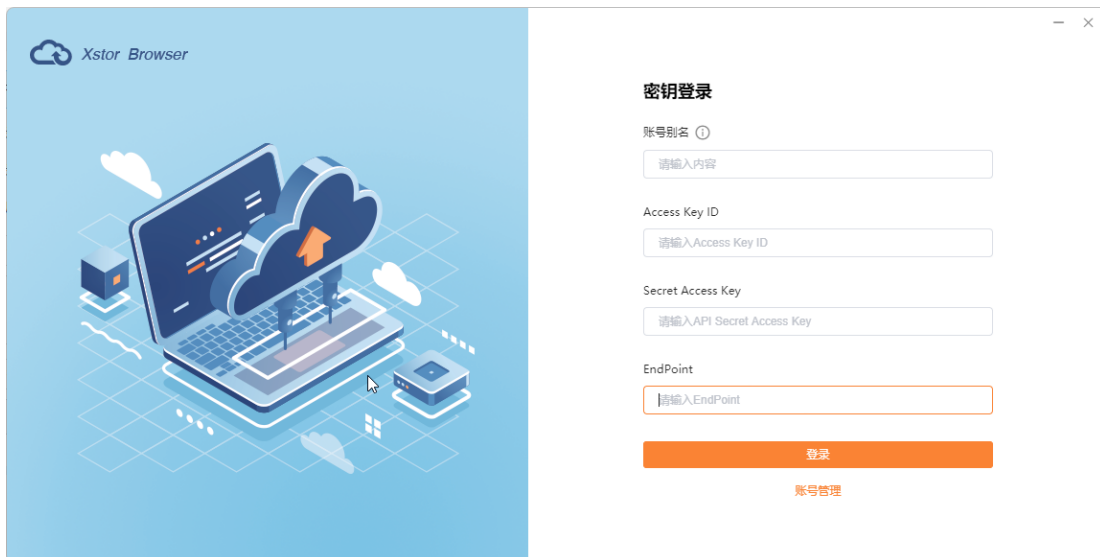 Xstor Browser
密钥登录
账号别名
请输入内容
Access Key ID
请输入Access Key ID
Secret Access Key
请输入API Secret Access Key
EndPoint
请输入EndPoint
登录
账号管理